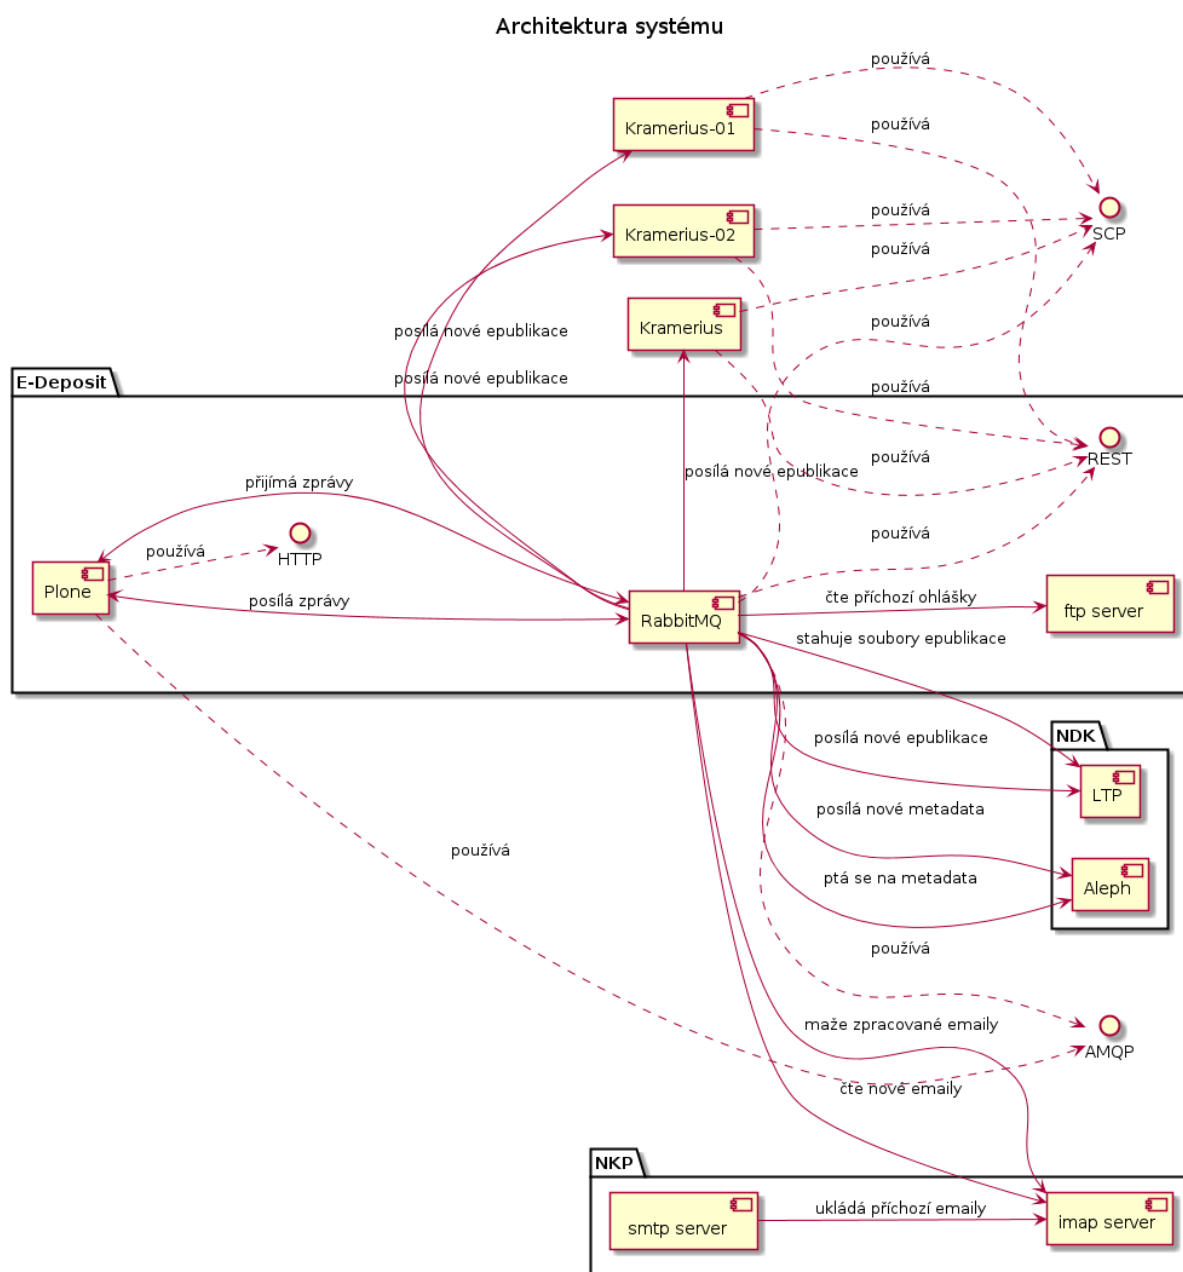 Architektura systému
používá
Kramerius-01
používá
používá
Kramerius-02
SCP
používá
používá
Kramerius
posílá nové epublikace
posílá nové epublikace
E-Deposit
používá
REST
používá
posílá nové epublikace
přijímá zprávy
používá
HTTP
používá
Plone
posílá zprávy
RabbitMQ
čte příchozí ohlášky
ftp server
stahuje soubory epublikace
NDK
posílá nové epublikace
LTP
posílá nové metadata
používá
ptá se na metadata
Aleph
používá
maže zpracované emaily
AMQP
čte nové emaily
NKP
smtp server
ukládá příchozí emaily
imap server